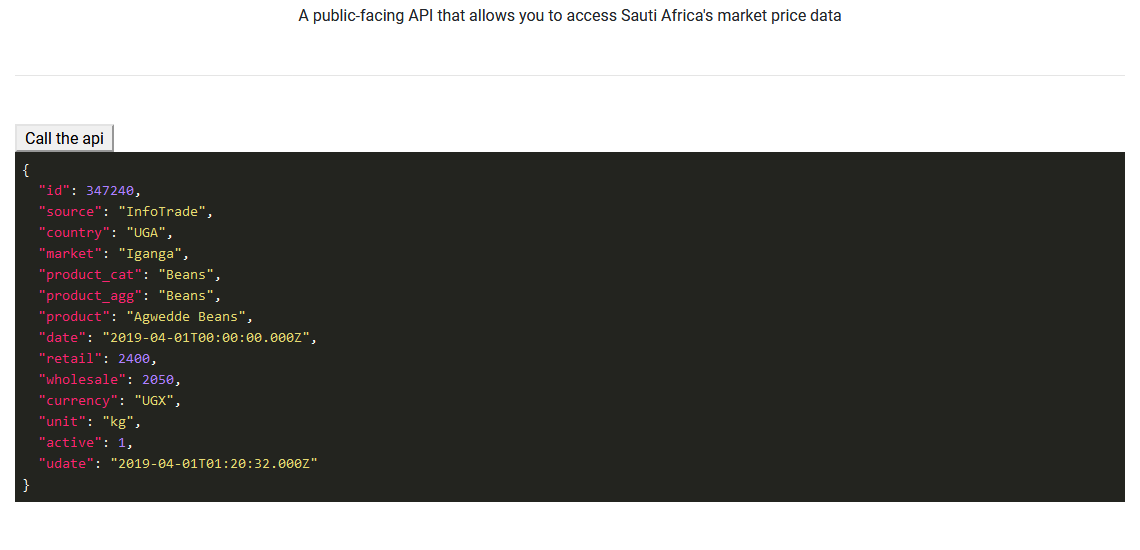 A public-facing API that allows you to access Sauti Africa's market price data
Call the api
{
"id": 347240,
"source": "InfoTrade",
"country": "UGA",
"market": "Iganga",
"product_cat": "Beans",
"product_agg": "Beans",
"product": "Agwedde Beans",
"date": "2019-04-01T00:00:00.000Z",
"retail": 2400,
"wholesale": 2050,
"currency": "UGX",
"unit": "kg",
"active": 1,
"udate": "2019-04-01T01:20:32.000Z"
}